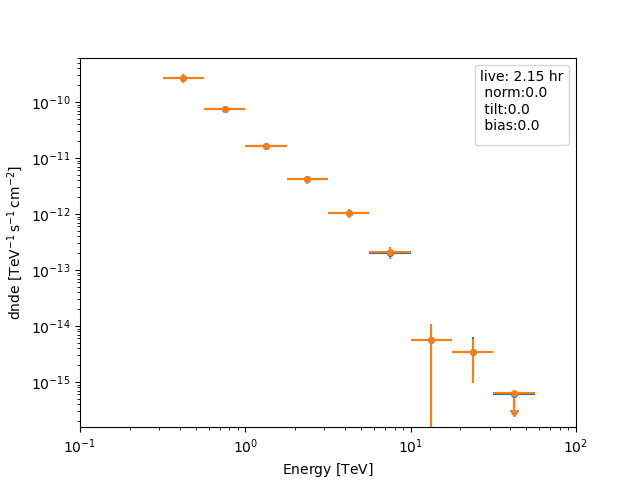 live: 2.15 hr
norm:0.0
tilt:0.0
bias:0.0
dnde [TeV⁻¹ s⁻¹ cm⁻²]
10⁻¹⁰
10⁻¹¹
10⁻¹²
10⁻¹³
10⁻¹⁴
10⁻¹⁵
10⁻¹ 10⁰ 10¹ 10²
Energy [TeV]